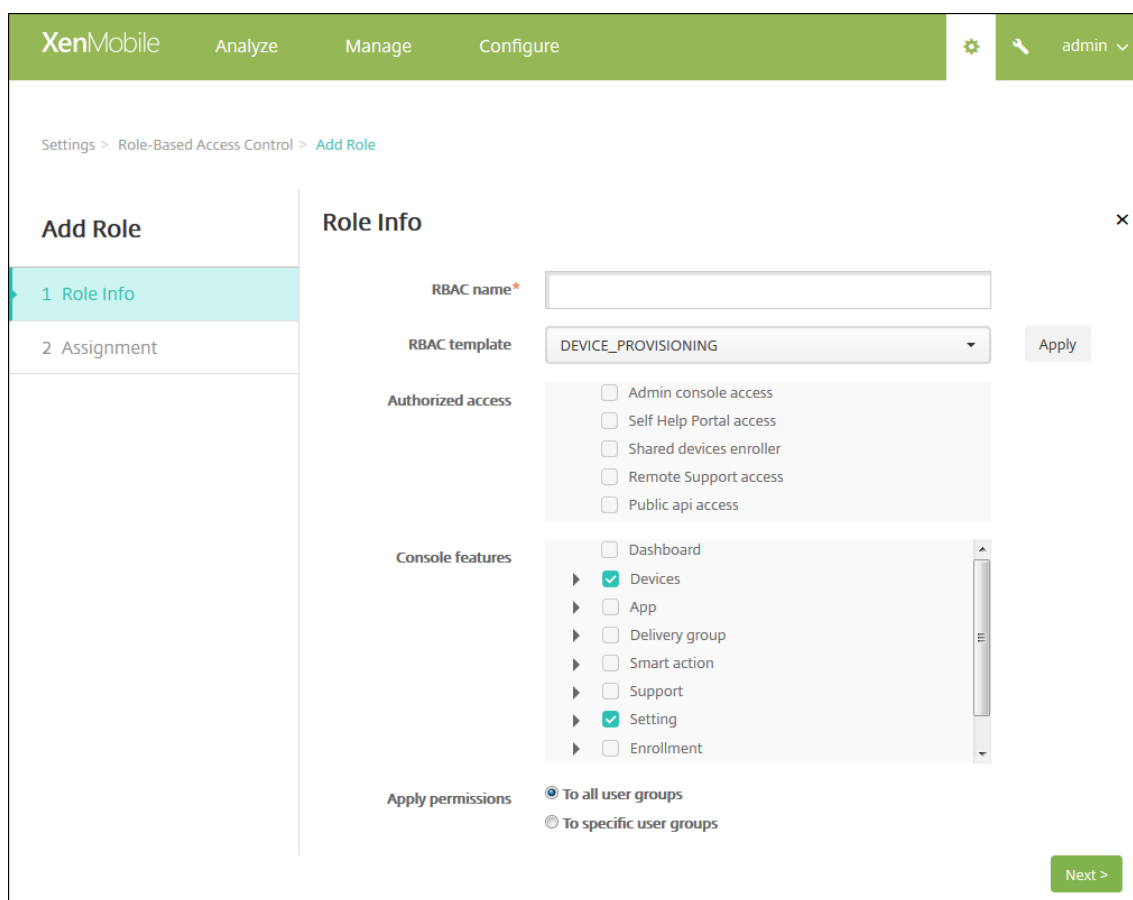 XenMobile Analyze Manage Configure admin
Settings > Role-Based Access Control > Add Role
Add Role
1 Role Info
2 Assignment
Role Info
RBAC name*
RBAC template DEVICE_PROVISIONING Apply
Authorized access
Admin console access
Self Help Portal access
Shared devices enroller
Remote Support access
Public api access
Console features
Dashboard
Devices
App
Delivery group
Smart action
Support
Setting
Enrollment
Apply permissions
To all user groups
To specific user groups
Next >